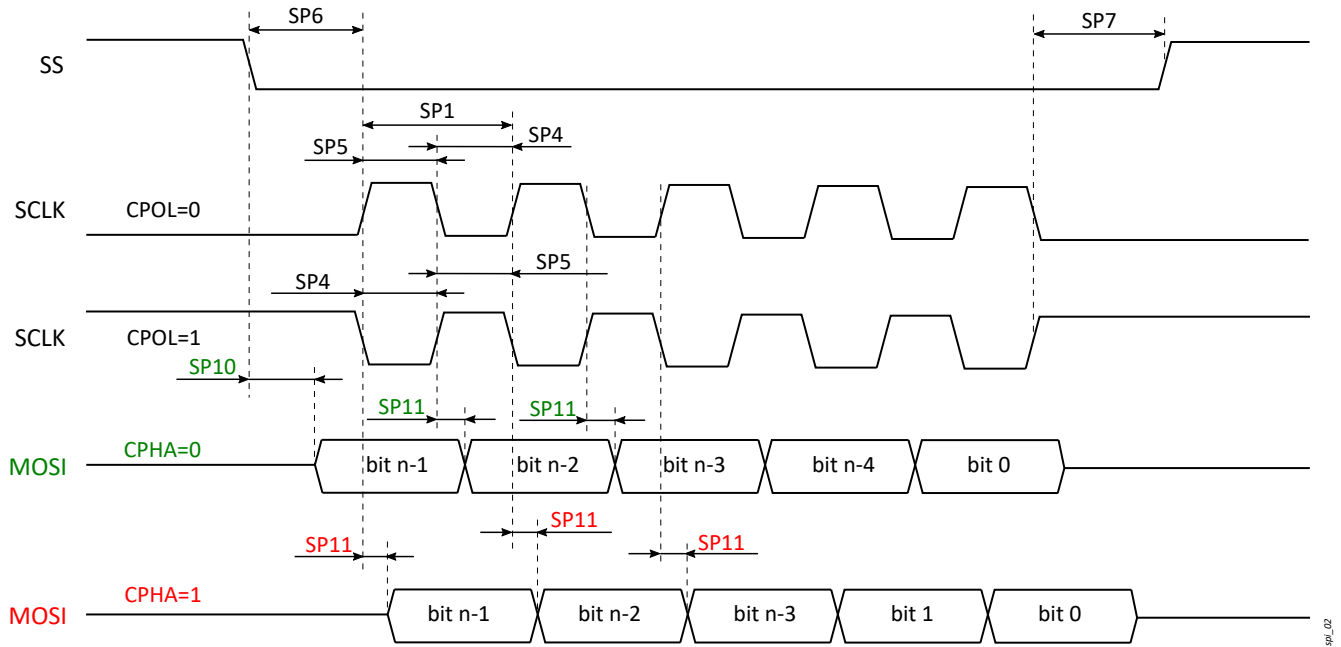 SP6
SP7
SS
SP1
SP5
SP4
SCLK
CPOL=0
SP5
SP4
SCLK
CPOL=1
SP10
SP11
SP11
MOSI
CPHA=0
bit n-1
bit n-2
bit n-3
bit n-4
bit 0
SP11
SP11
SP11
MOSI
CPHA=1
bit n-1
bit n-2
bit n-3
bit 1
bit 0
spi_02